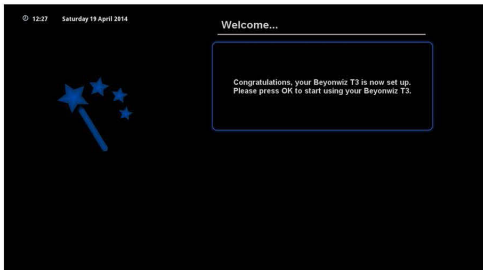 12:27 Saturday 19 April 2014
Welcome...
Congratulations, your Beyonwiz T3 is now set up.
Please press OK to start using your Beyonwiz T3.